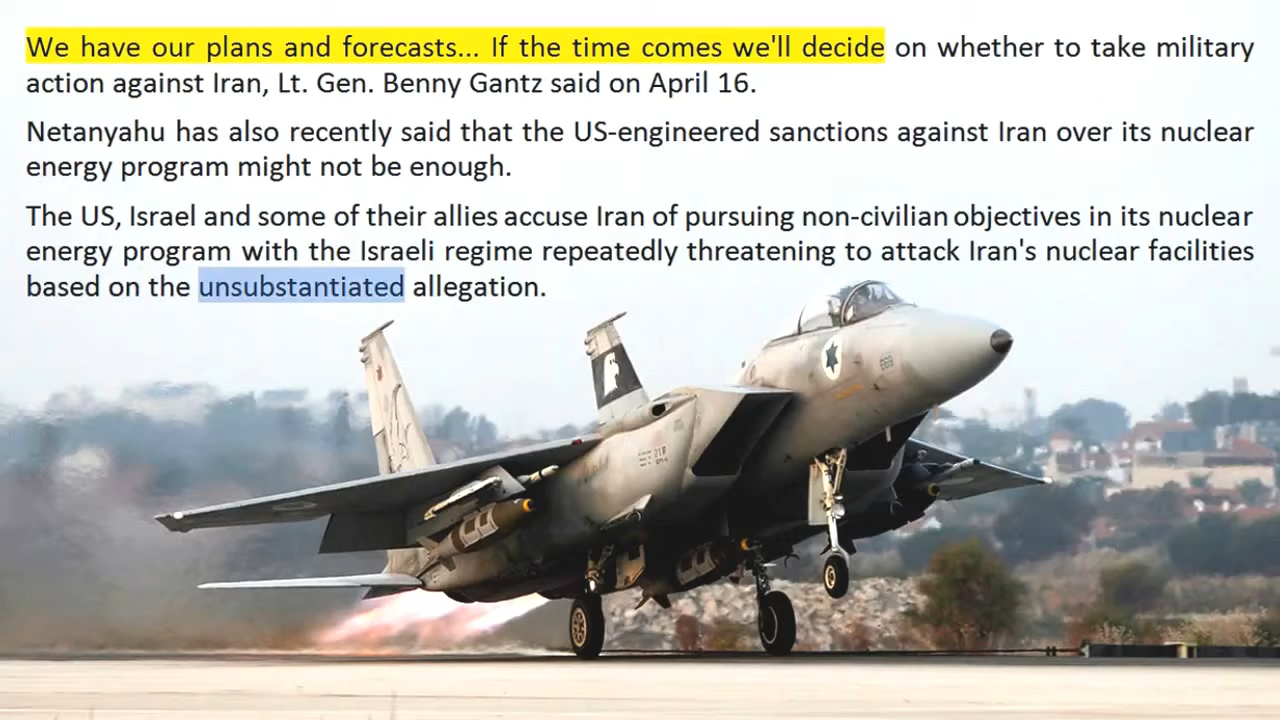 We have our plans and forecasts... If the time comes we'll decide on whether to take military
action against Iran, Lt. Gen. Benny Gantz said on April 16.
Netanyahu has also recently said that the US-engineered sanctions against Iran over its nuclear
energy program might not be enough.
The US, Israel and some of their allies accuse Iran of pursuing non-civilian objectives in its nuclear
energy program with the Israeli regime repeatedly threatening to attack Iran's nuclear facilities
based on the unsubstantiated allegation.